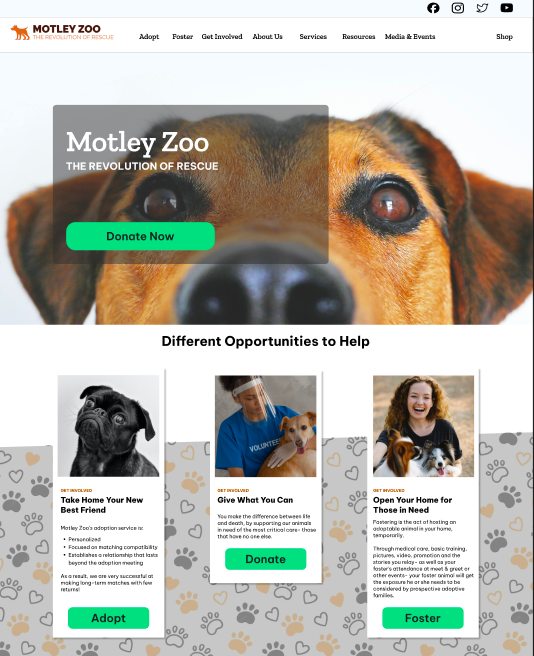 MOTLEY ZOO
THE REVOLUTION OF RESCUE
Adopt Foster Get Involved About Us Services Resources Media & Events Shop
Motley Zoo
THE REVOLUTION OF RESCUE
Donate Now
Different Opportunities to Help
GET INVOLVED
Take Home Your New
Best Friend
Motley Zoo's adoption service is:
• Personalized
• Focused on matching compatibility
• Establishes a relationship that lasts
beyond the adoption meeting
As a result, we are very successful at
making long-term matches with few
returns!
Adopt
VOLUNTEER
GET INVOLVED
Give What You Can
You make the difference between life
and death, by supporting our animals
in need of the most critical care- those
that have no one else.
Donate
GET INVOLVED
Open Your Home for
Those in Need
Fostering is the act of hosting an
adoptable animal in your home,
temporarily.
Through medical care, basic training,
pictures, video, promotion and the
stories you relay- as well as your
foster's attendance at meet & greet or
other events- your foster animal will get
the exposure he or she needs to be
considered by prospective adoptive
families.
Foster